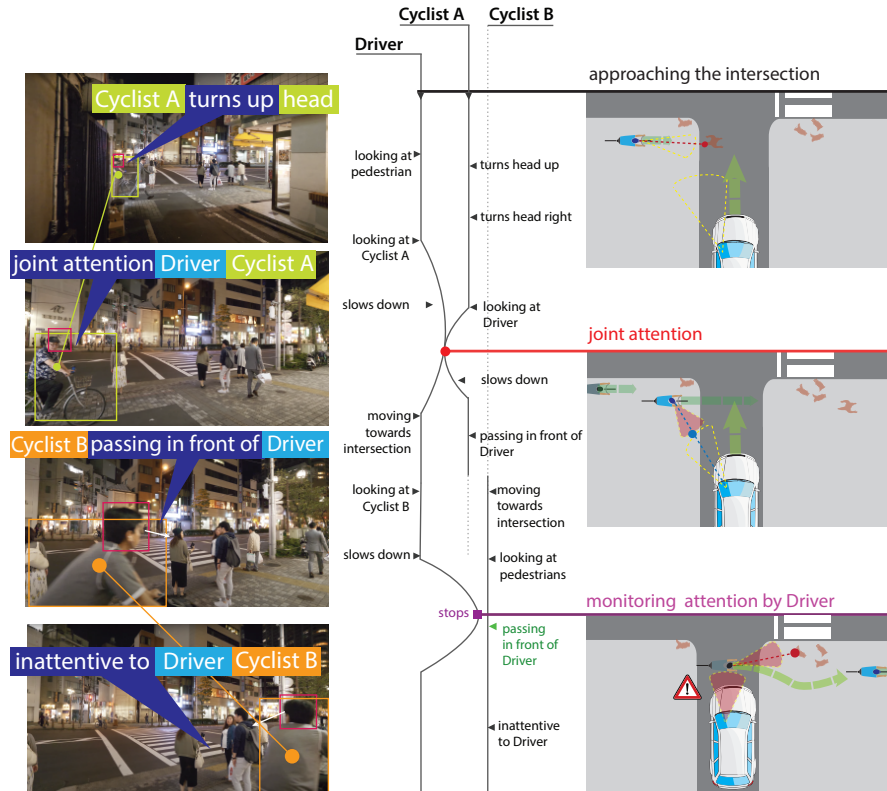 Cyclist A
Cyclist B
Driver
approaching the intersection
Cyclist A turns up head
looking at
pedestrian
turns head up
turns head right
looking at
Cyclist A
joint attention Driver Cyclist A
slows down
looking at
Driver
joint attention
slows down
moving
towards
intersection
passing in front of
Driver
Cyclist B passing in front of Driver
looking at
Cyclist B
moving
towards
intersection
slows down
looking at
pedestrians
stops
monitoring attention by Driver
passing
in front of
Driver
inattentive to Driver Cyclist B
inattentive
to Driver
!